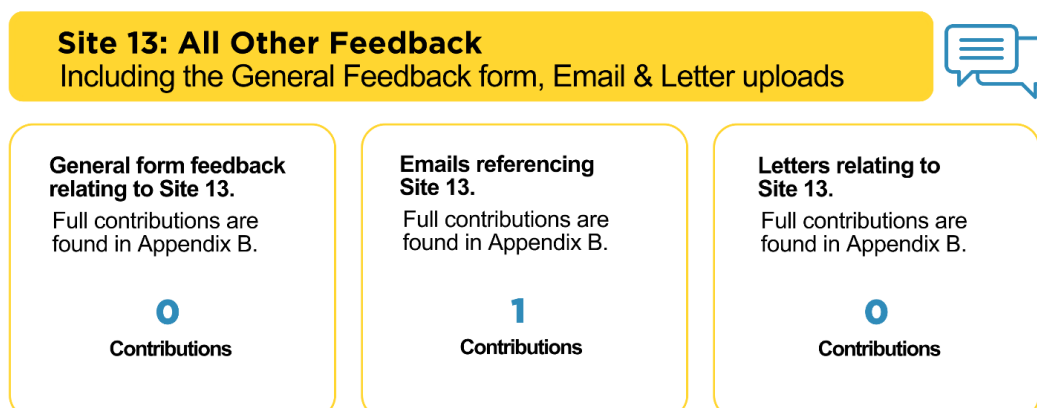 Site 13: All Other Feedback
Including the General Feedback form, Email & Letter uploads
General form feedback
relating to Site 13.
Full contributions are
found in Appendix B.
0
Contributions
Emails referencing
Site 13.
Full contributions are
found in Appendix B.
1
Contributions
Letters relating to
Site 13.
Full contributions are
found in Appendix B.
0
Contributions